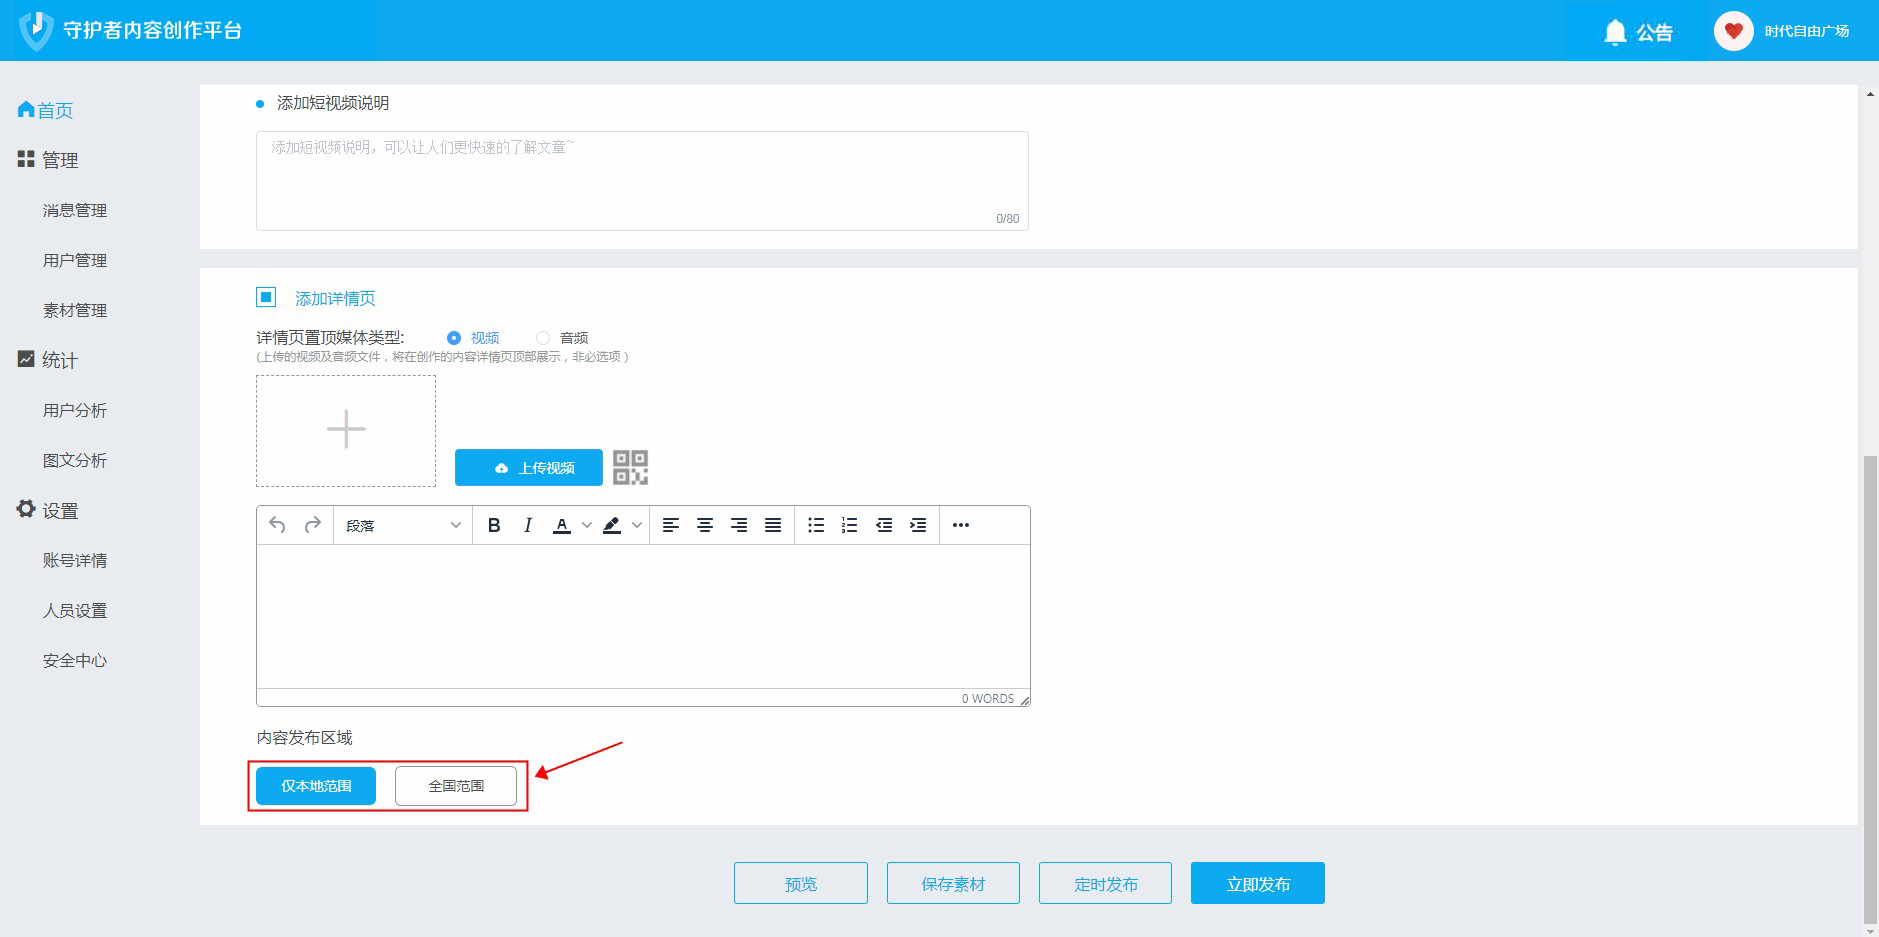 守护者内容创作平台
公告
时代自由广场
首页
管理
消息管理
用户管理
素材管理
统计
用户分析
图文分析
设置
账号详情
人员设置
安全中心
添加短视频说明
添加短视频说明，可以让人们更快速的了解文章~
0/80
添加详情页
详情页置顶媒体类型: 视频 音频
(上传的视频及音频文件，将在创作的内容详情页顶部展示，非必选项 )
上传视频
段落 B I A
0 WORDS
内容发布区域
仅本地范围 全国范围
预览 保存素材 定时发布 立即发布